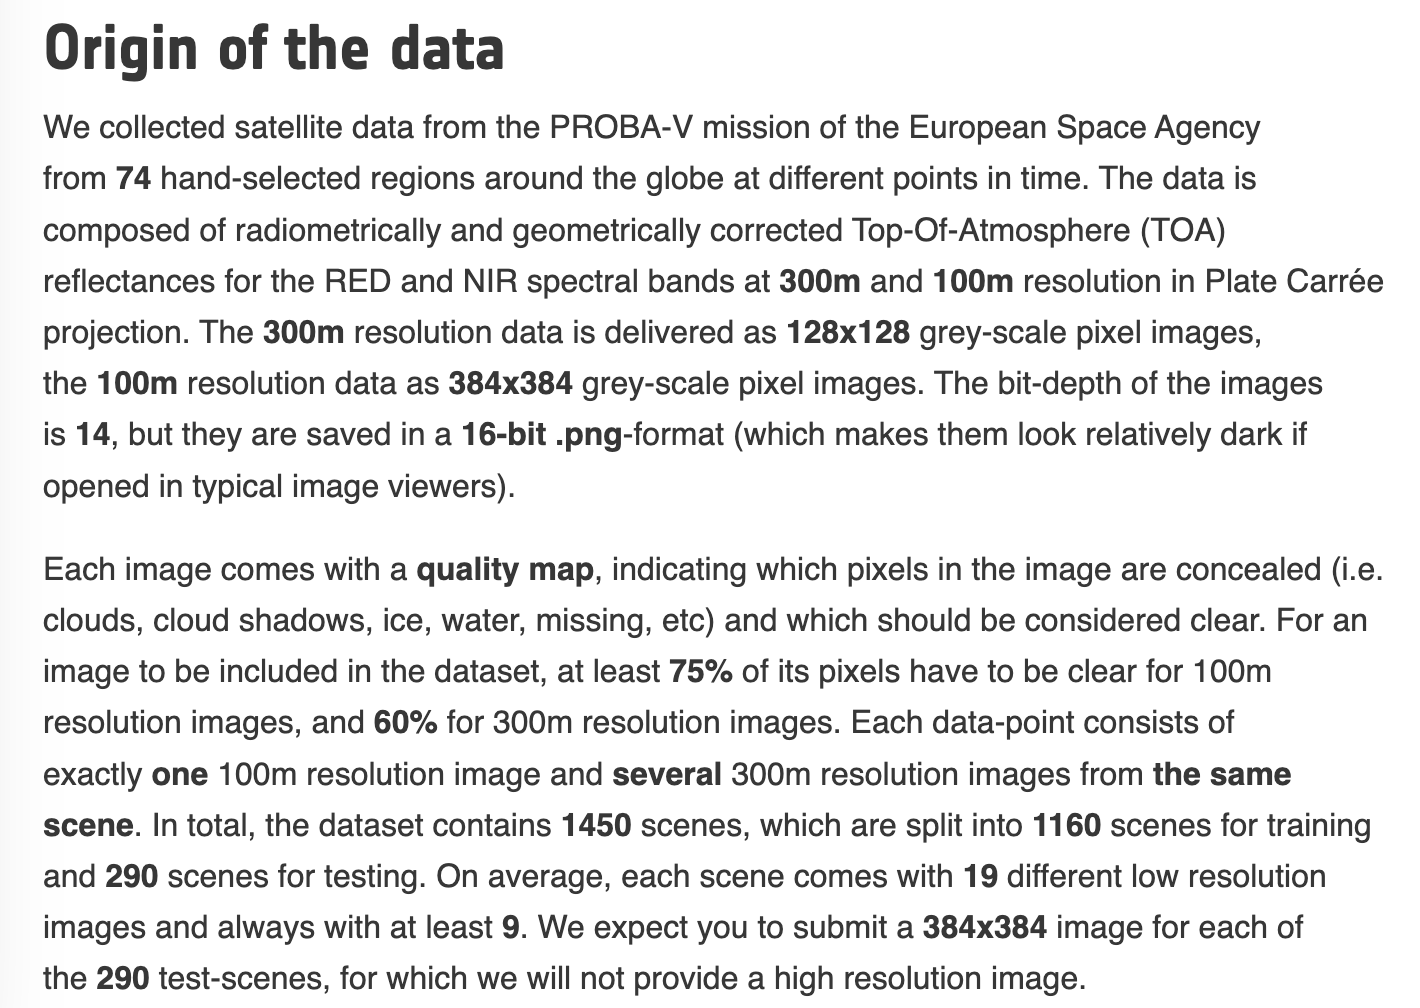 Origin of the data
We collected satellite data from the PROBA-V mission of the European Space Agency
from 74 hand-selected regions around the globe at different points in time. The data is
composed of radiometrically and geometrically corrected Top-Of-Atmosphere (TOA)
reflectances for the RED and NIR spectral bands at 300m and 100m resolution in Plate Carrée
projection. The 300m resolution data is delivered as 128x128 grey-scale pixel images,
the 100m resolution data as 384x384 grey-scale pixel images. The bit-depth of the images
is 14, but they are saved in a 16-bit .png-format (which makes them look relatively dark if
opened in typical image viewers).
Each image comes with a quality map, indicating which pixels in the image are concealed (i.e.
clouds, cloud shadows, ice, water, missing, etc) and which should be considered clear. For an
image to be included in the dataset, at least 75% of its pixels have to be clear for 100m
resolution images, and 60% for 300m resolution images. Each data-point consists of
exactly one 100m resolution image and several 300m resolution images from the same
scene. In total, the dataset contains 1450 scenes, which are split into 1160 scenes for training
and 290 scenes for testing. On average, each scene comes with 19 different low resolution
images and always with at least 9. We expect you to submit a 384x384 image for each of
the 290 test-scenes, for which we will not provide a high resolution image.